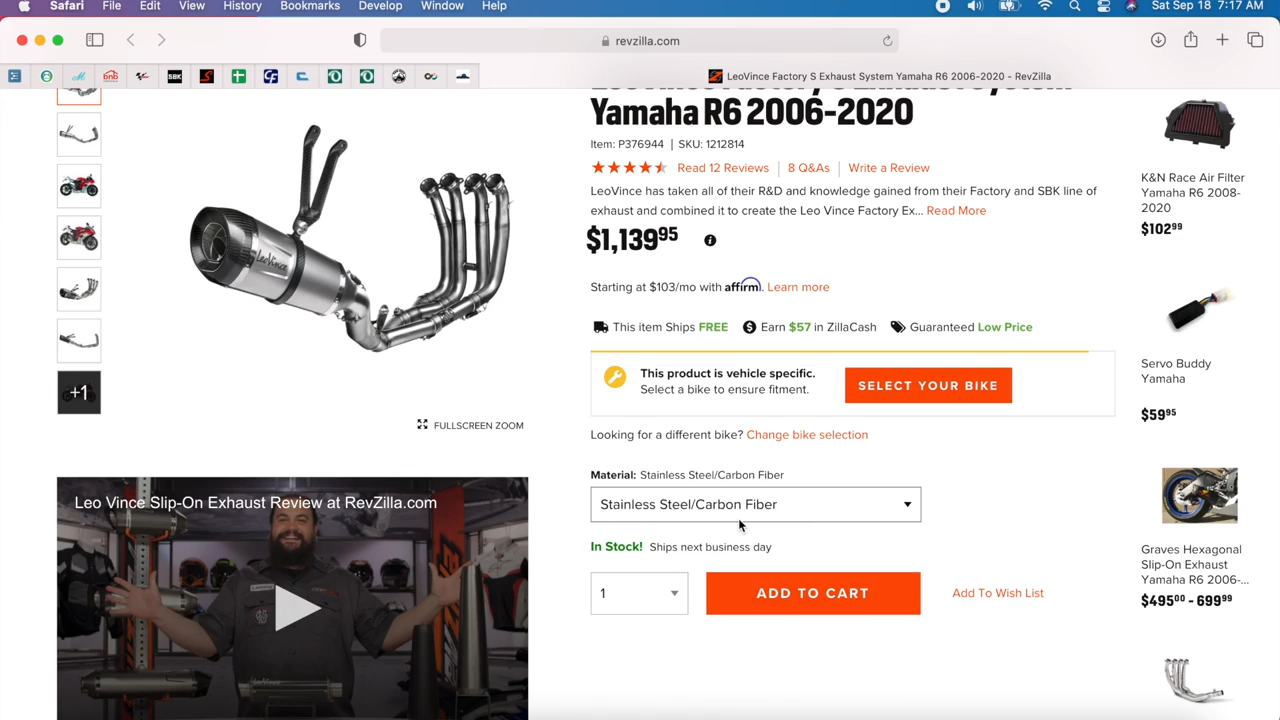 Safari File Edit View History Bookmarks Develop Window Help
Sat Sep 18 7:17 AM
revzilla.com
SBK
LeoVince Factory S Exhaust System Yamaha R6 2006-2020 - RevZilla
LeoVince Factory S Exhaust System
Yamaha R6 2006-2020
Item: P376944 | SKU: 1212814
Read 12 Reviews | 8 Q&As | Write a Review
LeoVince has taken all of their R&D and knowledge gained from their Factory and SBK line of
exhaust and combined it to create the Leo Vince Factory Ex... Read More
$1,139.95
Starting at $103/mo with affirm. Learn more
This item Ships FREE Earn $57 in ZillaCash Guaranteed Low Price
This product is vehicle specific.
Select a bike to ensure fitment.
SELECT YOUR BIKE
Looking for a different bike? Change bike selection
Material: Stainless Steel/Carbon Fiber
Stainless Steel/Carbon Fiber
In Stock! Ships next business day
1
ADD TO CART
Add To Wish List
LeoVince
+1
FULLSCREEN ZOOM
Leo Vince Slip-On Exhaust Review at RevZilla.com
K&N Race Air Filter
Yamaha R6 2008-
2020
$102.99
Servo Buddy
Yamaha
$59.95
Graves Hexagonal
Slip-On Exhaust
Yamaha R6 2006-...
$495.00 - 699.99